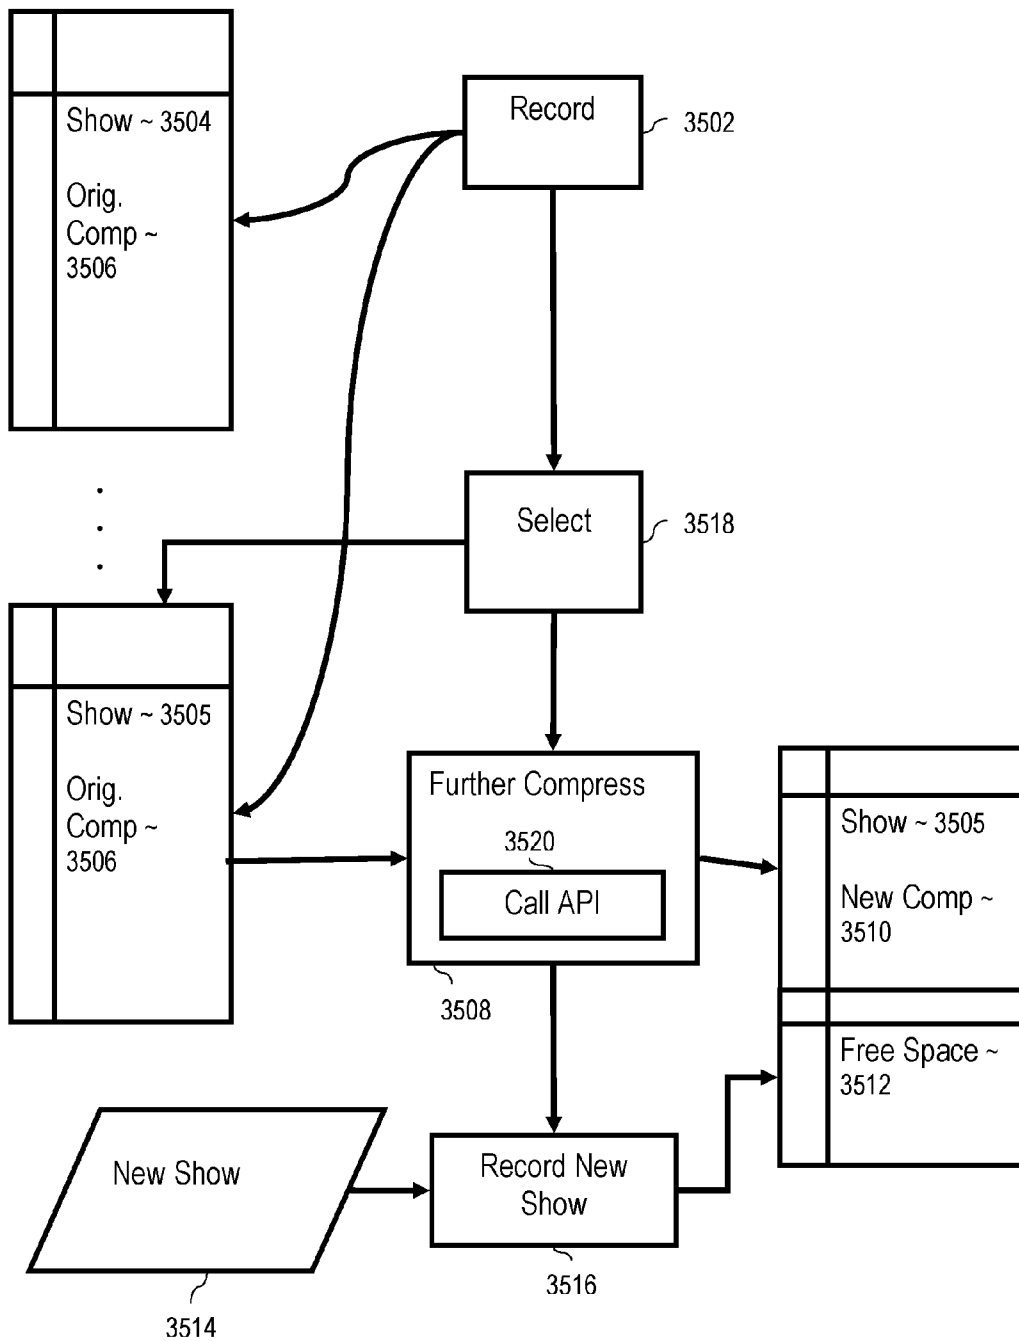 Record
3502
Show ~ 3504
Orig.
Comp ~
3506
Select
3518
Show ~ 3505
Orig.
Comp ~
3506
Further Compress
3520
Call API
3508
Show ~ 3505
New Comp ~
3510
Free Space ~
3512
New Show
3514
Record New
Show
3516